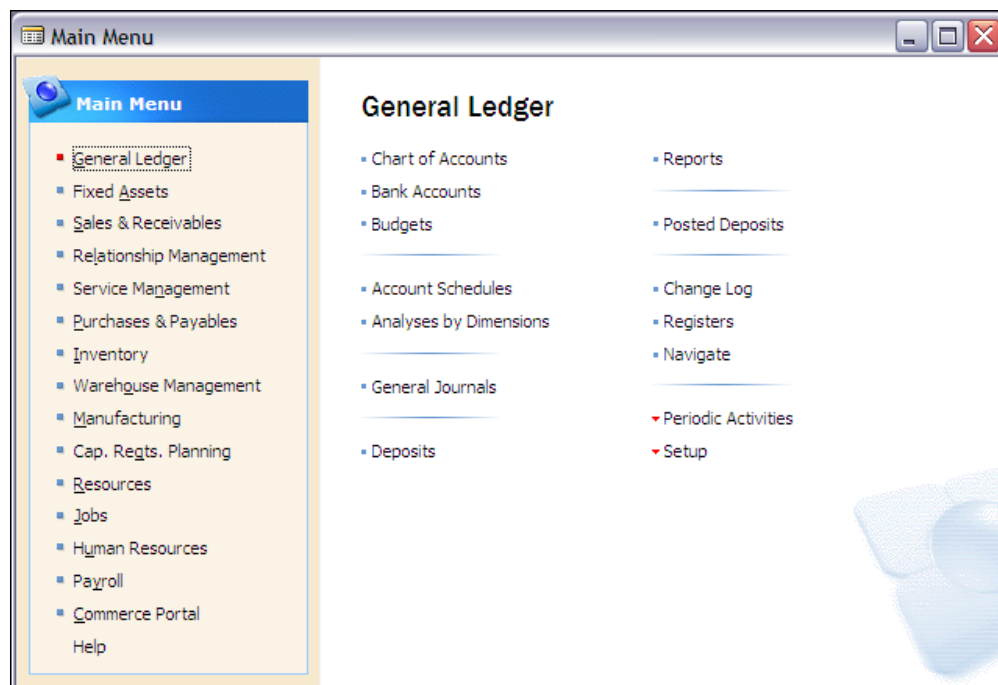 Main Menu
Main Menu
General Ledger
Fixed Assets
Sales & Receivables
Relationship Management
Service Management
Purchases & Payables
Inventory
Warehouse Management
Manufacturing
Cap. Reqts. Planning
Resources
Jobs
Human Resources
Payroll
Commerce Portal
Help
General Ledger
Chart of Accounts
Bank Accounts
Budgets
Account Schedules
Analyses by Dimensions
General Journals
Deposits
Reports
Posted Deposits
Change Log
Registers
Navigate
Periodic Activities
Setup